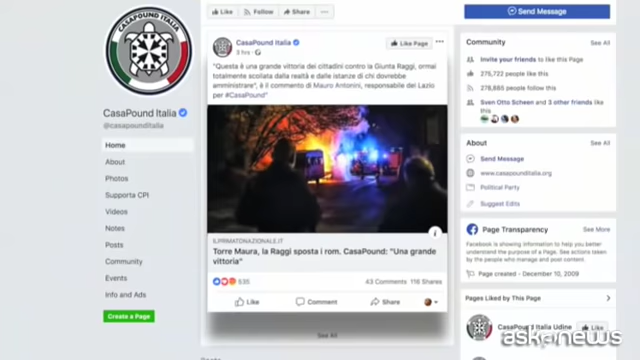 CASAPOUND ITALIA
CasaPound Italia
@casapounditalia
Home
About
Photos
Supporta CPI
Videos
Notes
Posts
Community
Events
Info and Ads
Create a Page
Like
Follow
Share
CasaPound Italia
3 hrs
Like Page
"Questa è una grande vittoria dei cittadini contro la Giunta Raggi, ormai
totalmente scollata dalla realtà e dalle istanze di chi dovrebbe
amministrare", è il commento di Mauro Antonini, responsabile del Lazio
per #CasaPound"
ILPRIMATONAZIONALE.IT
Torre Maura, la Raggi sposta i rom. CasaPound: "Una grande
vittoria"
535
43 Comments 116 Shares
Like
Comment
Share
See All
Send Message
Community
See All
Invite your friends to like this Page
275,722 people like this
278,885 people follow this
Sven Otto Scheen and 3 other friends like
this
About
See All
Send Message
www.casapounditalia.org
Political Party
Suggest Edits
Page Transparency
See More
Facebook is showing information to help you better
understand the purpose of a Page. See actions
taken by the people who manage and post content.
Page created - December 10, 2009
Pages Liked by This Page
CasaPound Italia Udine
Like
askanews